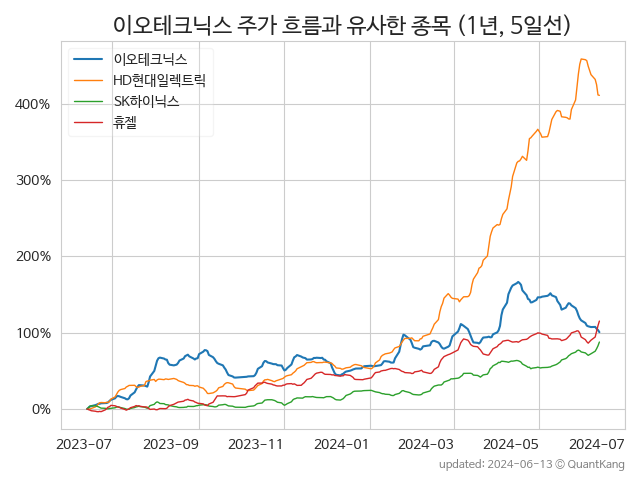 이오테크닉스 주가 흐름과 유사한 종목 (1년, 5일선)
이오테크닉스
HD현대일렉트릭
SK하이닉스
휴젤
400%
300%
200%
100%
0%
2023-07 2023-09 2023-11 2024-01 2024-03 2024-05 2024-07
updated: 2024-06-13 © QuantKang